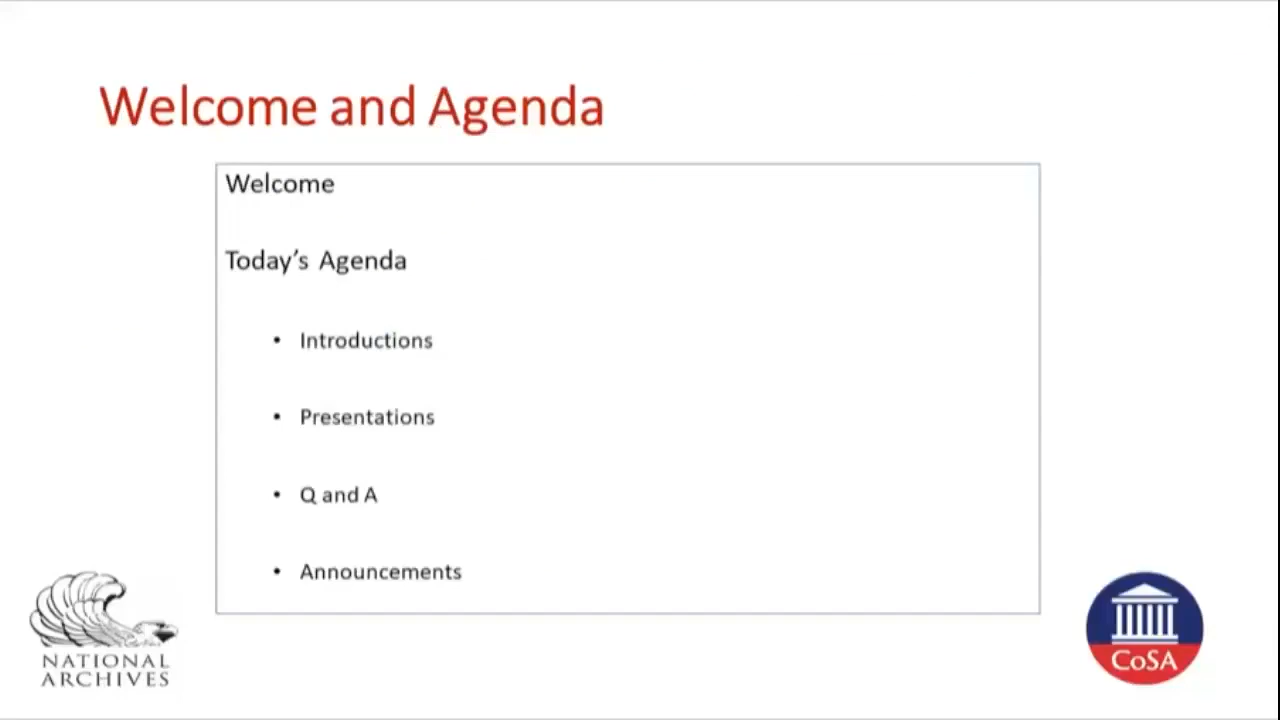 Welcome and Agenda
Welcome
Today's Agenda
• Introductions
• Presentations
• Q and A
• Announcements
NATIONAL
ARCHIVES
CoSA